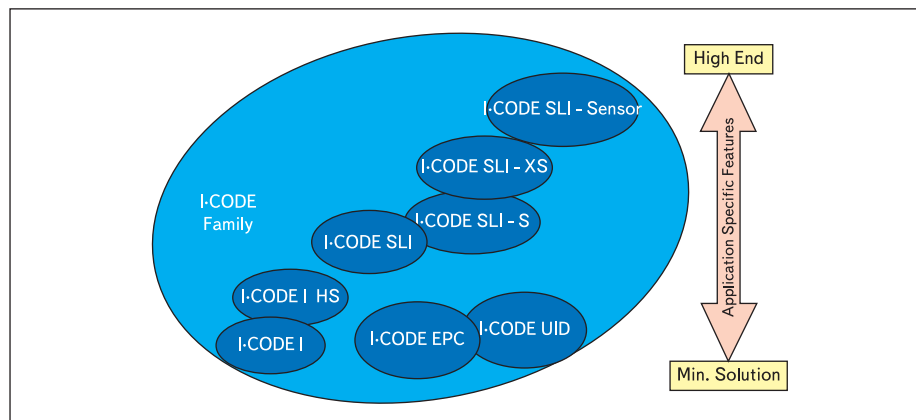 High End
I·CODE SLI - Sensor
I·CODE SLI - XS
I·CODE
Family
I·CODE SLI - S
I·CODE SLI
Application Specific Features
I·CODE I HS
I·CODE UID
I·CODE EPC
I·CODE I
Min. Solution